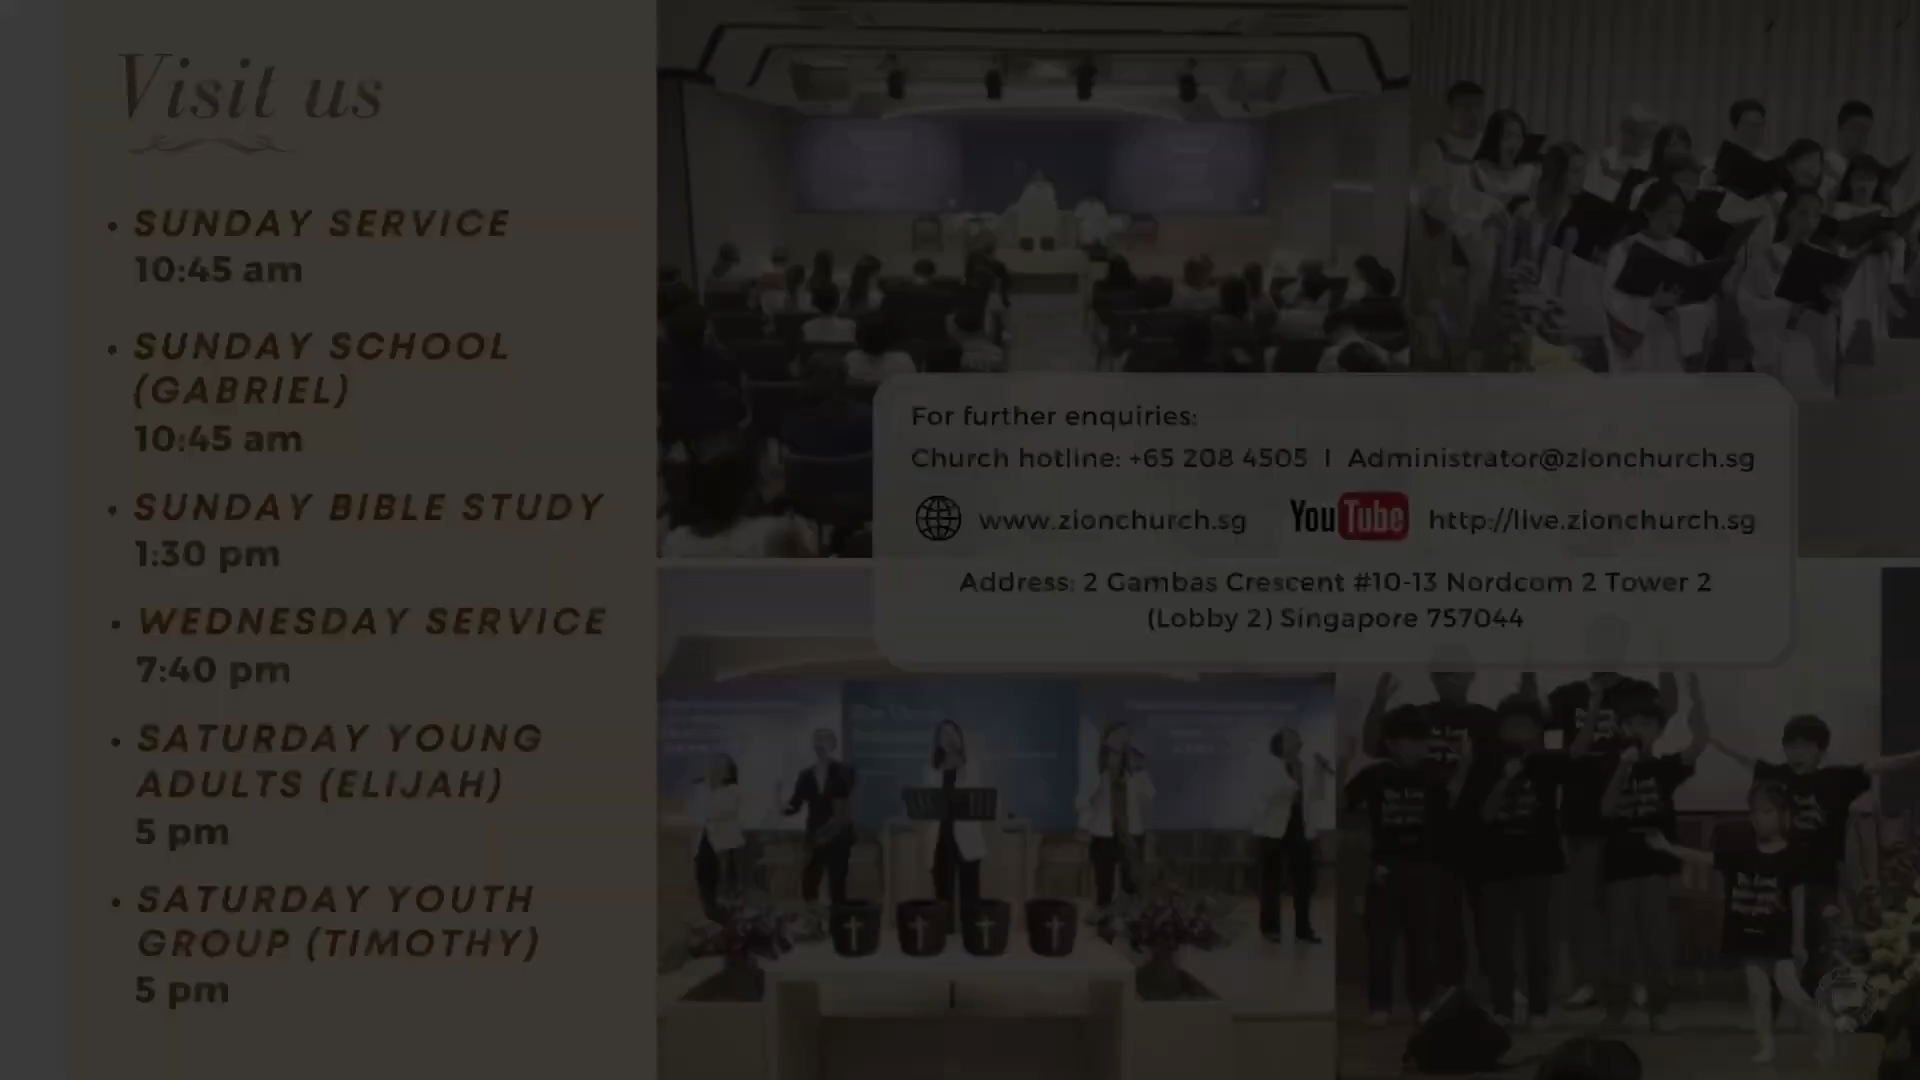 Visit us
• SUNDAY SERVICE
10:45 am
• SUNDAY SCHOOL
(GABRIEL)
10:45 am
• SUNDAY BIBLE STUDY
1:30 pm
• WEDNESDAY SERVICE
7:40 pm
• SATURDAY YOUNG
ADULTS (ELIJAH)
5 pm
• SATURDAY YOUTH
GROUP (TIMOTHY)
5 pm
For further enquiries:
Church hotline: +65 208 4505 | Administrator@zionchurch.sg
www.zionchurch.sg YouTube http://live.zionchurch.sg
Address: 2 Gambas Crescent #10-13 Nordcom 2 Tower 2
(Lobby 2) Singapore 757044